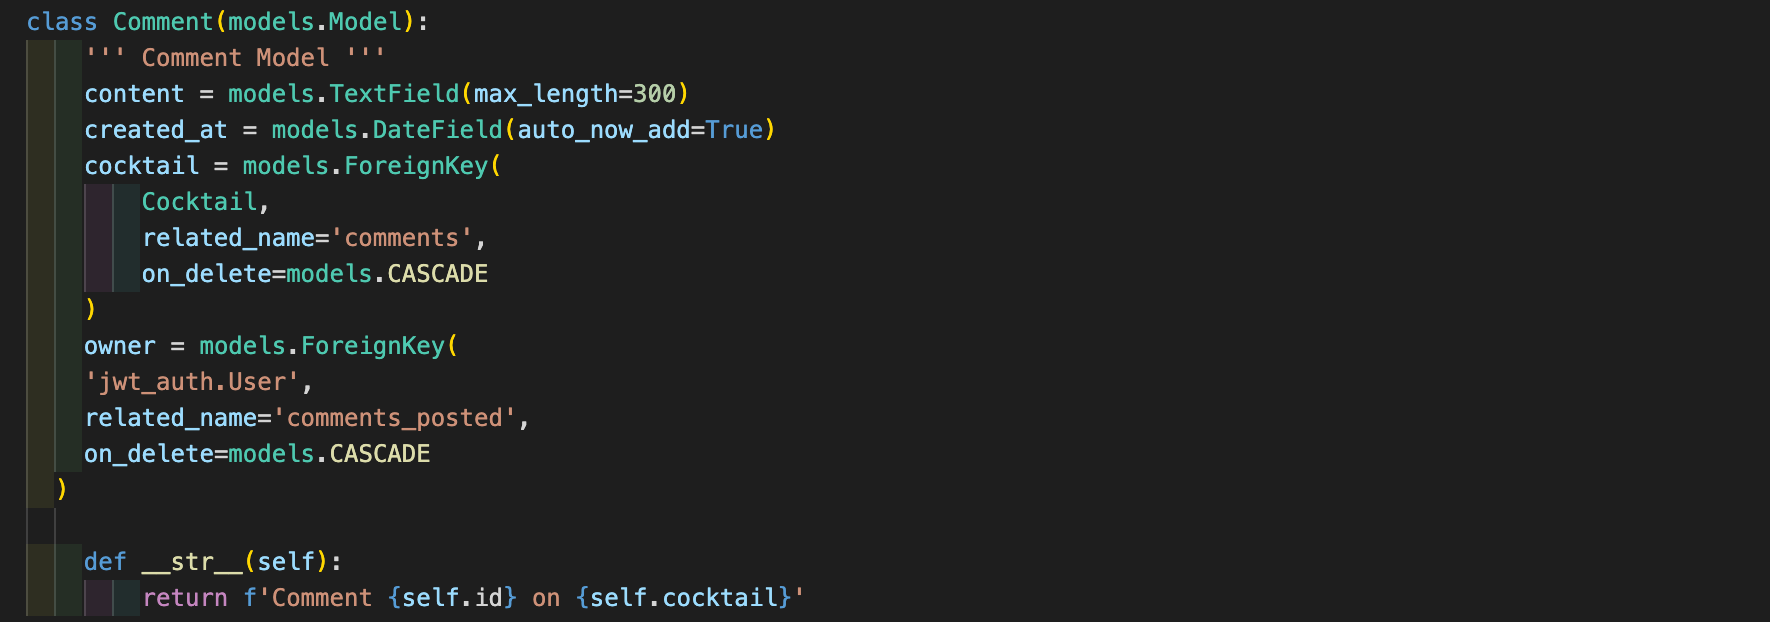 class Comment(models.Model):
    ''' Comment Model '''
    content = models.TextField(max_length=300)
    created_at = models.DateField(auto_now_add=True)
    cocktail = models.ForeignKey(
        Cocktail,
        related_name='comments',
        on_delete=models.CASCADE
    )
    owner = models.ForeignKey(
    'jwt_auth.User',
    related_name='comments_posted',
    on_delete=models.CASCADE
  )

    def __str__(self):
        return f'Comment {self.id} on {self.cocktail}'